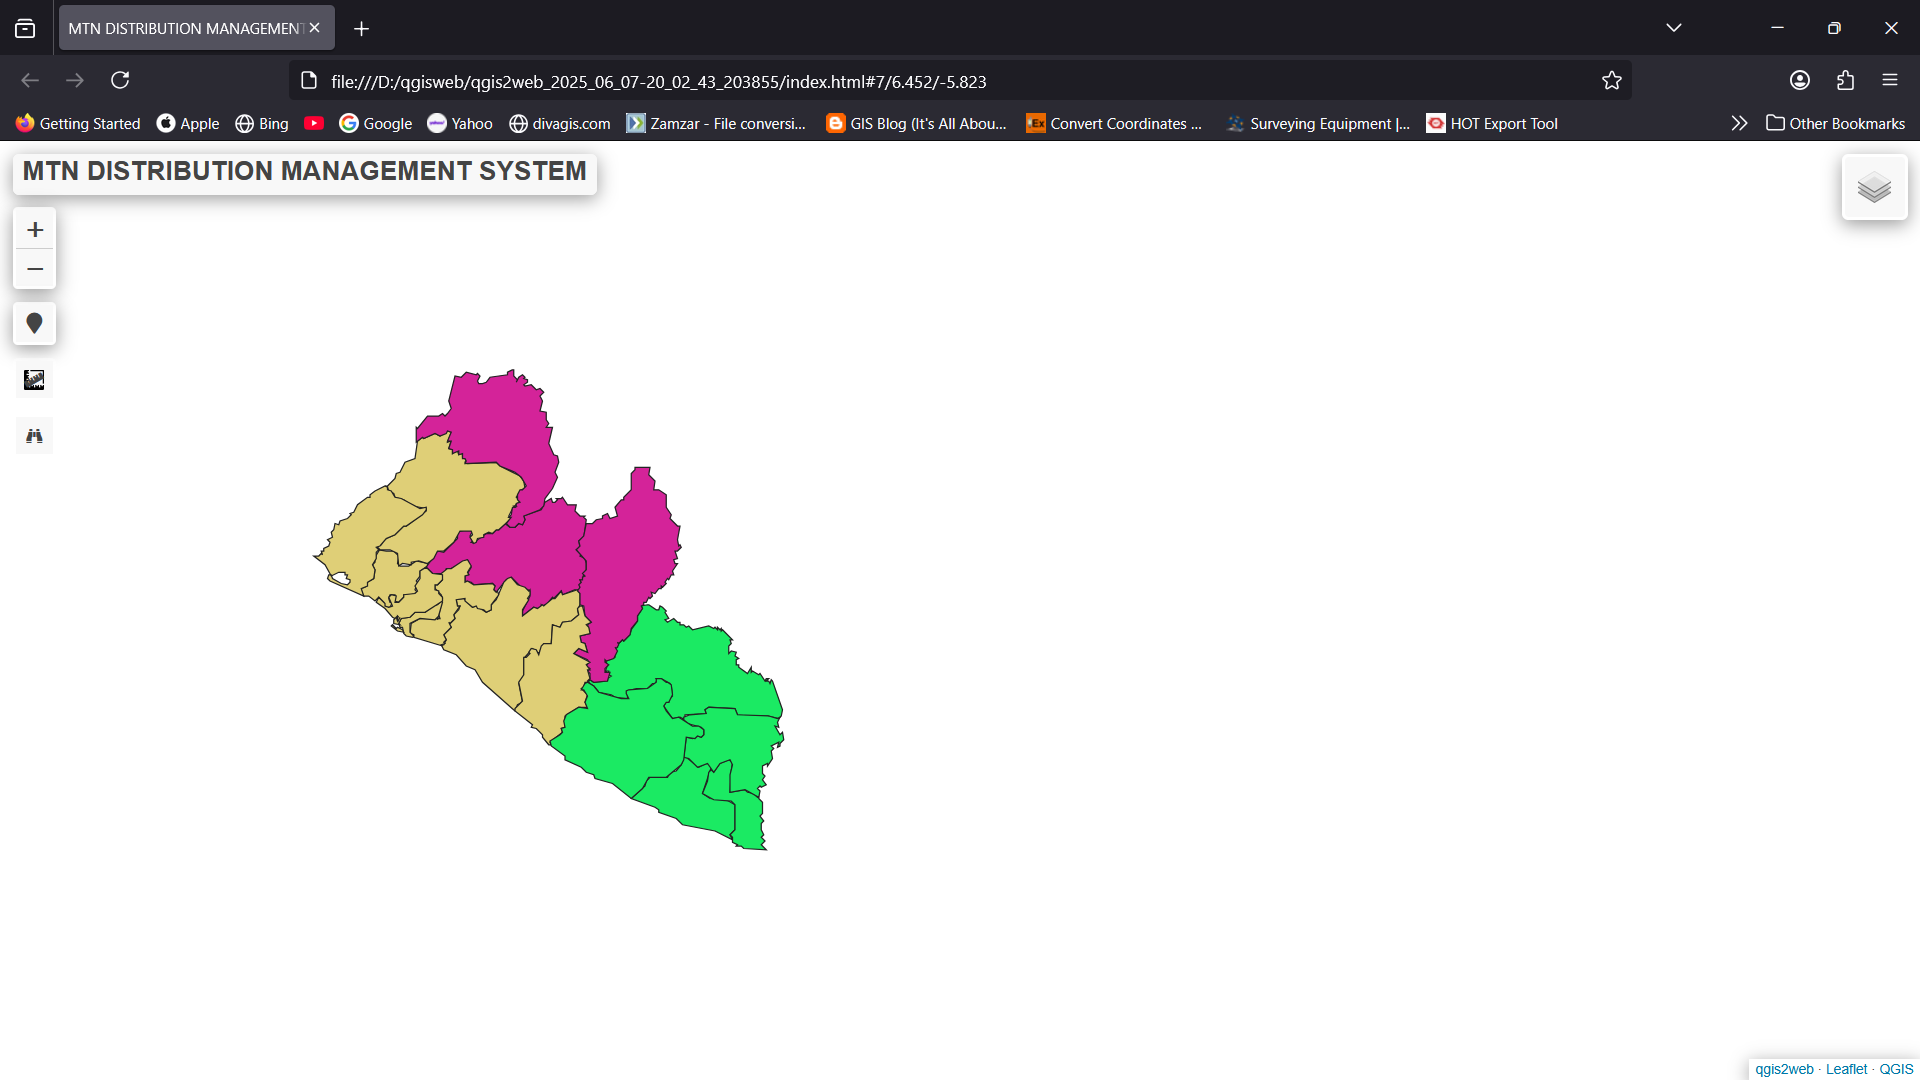 MTN DISTRIBUTION MANAGEMENT
file:///D:/qgisweb/qgis2web_2025_06_07-20_02_43_203855/index.html#7/6.452/-5.823
Getting Started Apple Bing Google Yahoo divagis.com Zamzar - File conversi... GIS Blog (It's All Abou... Ex Convert Coordinates ... Surveying Equipment |... HOT Export Tool Other Bookmarks
MTN DISTRIBUTION MANAGEMENT SYSTEM
+
−
qgis2web · Leaflet · QGIS